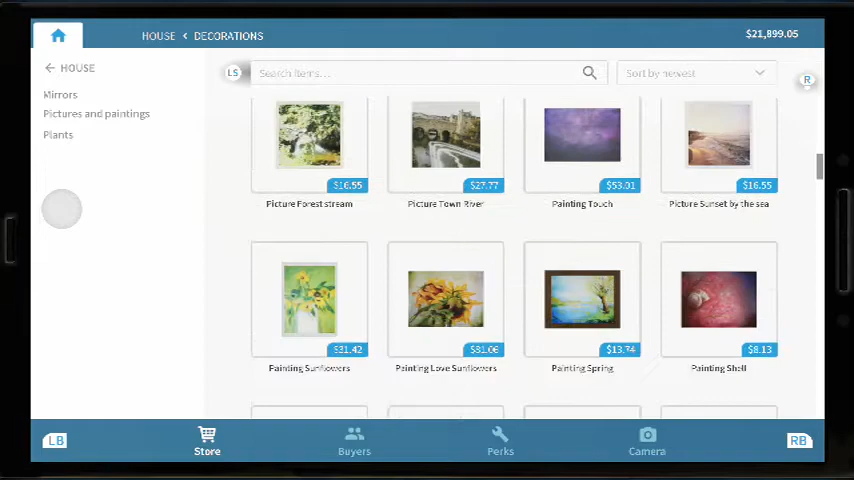 HOUSE < DECORATIONS
$21,899.05
← HOUSE
Mirrors
Pictures and paintings
Plants
LS
Search items...
Sort by newest
R
$16.55
$27.77
$53.01
$16.55
Picture Forest stream
Picture Town River
Painting Touch
Picture Sunset by the sea
$31.42
$31.06
$13.74
$8.13
Painting Sunflowers
Painting Love Sunflowers
Painting Spring
Painting Shell
LB
Store
Buyers
Perks
Camera
RB